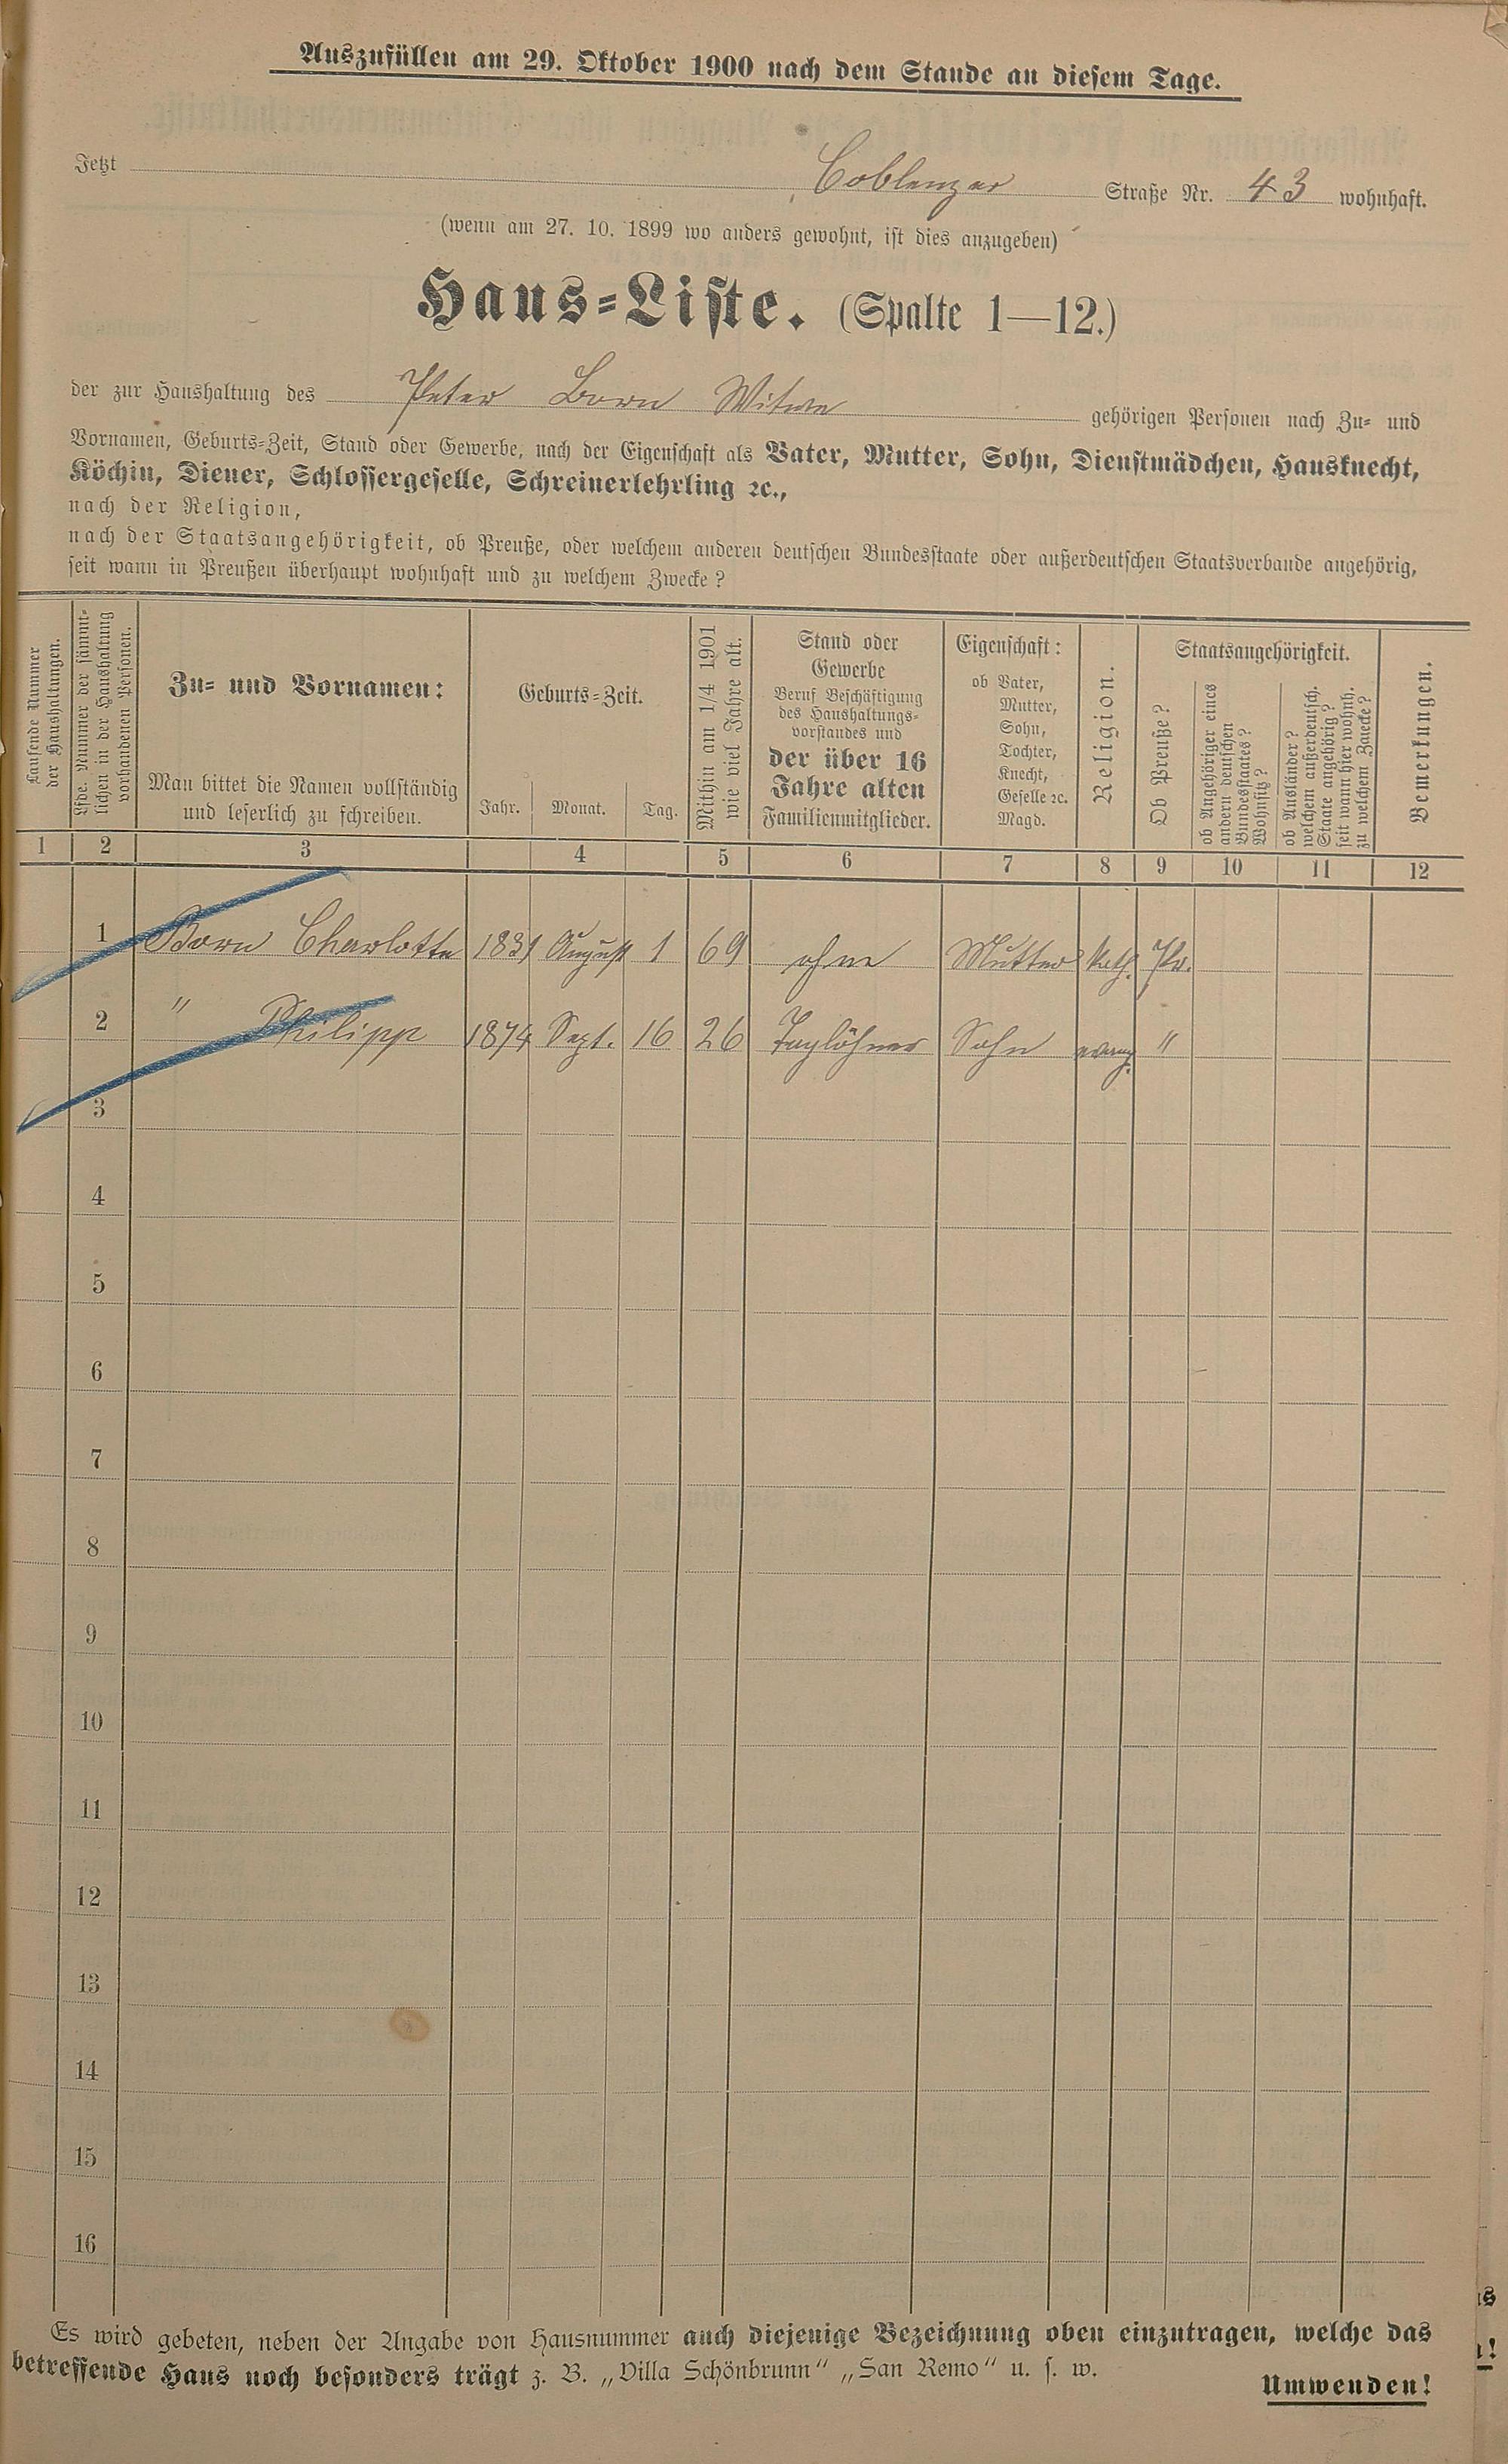 Auszufüllen am 29. Oktober 1900 nach dem Stande an diesem Tage.
Jetzt Coblenzer Straße Nr. 43 wohnhaft.
(wenn am 27. 10. 1899 wo anders gewohnt, ist dies anzugeben)
Haus-Liste. (Spalte 1—12.)
der zur Haushaltung des Peter Born Witwe gehörigen Personen nach Zu- und
Vornamen, Geburts-Zeit, Stand oder Gewerbe, nach der Eigenschaft als Vater, Mutter, Sohn, Dienstmädchen, Hausknecht,
Köchin, Diener, Schlossergeselle, Schreinerlehrling ꝛc.,
nach der Religion,
nach der Staatsangehörigkeit, ob Preuße, oder welchem anderen deutschen Bundesstaate oder außerdeutschen Staatsverbande angehörig,
seit wann in Preußen überhaupt wohnhaft und zu welchem Zwecke?
Laufende Nummer
der Haushaltungen.
Lfde. Nummer der sämmt-
lichen in der Haushaltung
vorhandenen Personen.
Zu- und Vornamen:
Man bittet die Namen vollständig
und leserlich zu schreiben.
Geburts-Zeit.
Jahr. Monat. Tag.
Mithin am 1/4 1901
wie viel Jahre alt.
Stand oder
Gewerbe
Beruf Beschäftigung
des Haushaltungs-
vorstandes und
der über 16
Jahre alten
Familienmitglieder.
Eigenschaft:
ob Vater,
Mutter,
Sohn,
Tochter,
Knecht,
Geselle ꝛc.
Magd.
Religion.
Staatsangehörigkeit.
Ob Preuße?
ob Angehöriger eines
andern deutschen
Bundesstaates?
Wohnsitz?
ob Ausländer?
welchem außerdeutsch.
Staate angehörig?
seit wann hier wohnh.
zu welchem Zwecke?
Bemerkungen.
1 2 3 4 5 6 7 8 9 10 11 12
1 Born Charlotte 1831 August 1 69 ohne Mutter kath. Pr.
2 " Philipp 1874 Sept. 16 26 Taglöhner Sohn evang. "
3
4
5
6
7
8
9
10
11
12
13
14
15
16
Es wird gebeten, neben der Angabe von Hausnummer auch diejenige Bezeichnung oben einzutragen, welche das
betreffende Haus noch besonders trägt z. B. „Villa Schönbrunn" „San Remo" u. s. w.
Umwenden!